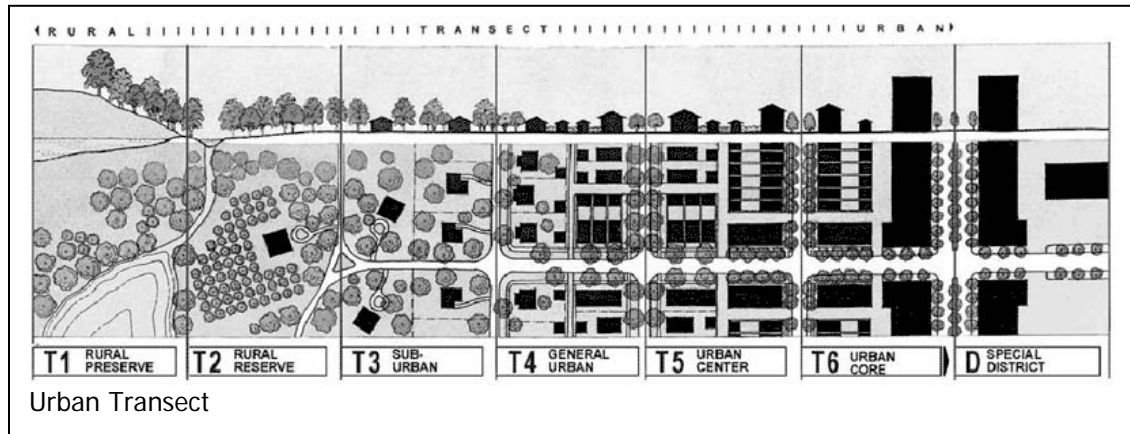 RURAL TRANSECT URBAN
T1 RURAL PRESERVE
T2 RURAL RESERVE
T3 SUB-URBAN
T4 GENERAL URBAN
T5 URBAN CENTER
T6 URBAN CORE
D SPECIAL DISTRICT
Urban Transect